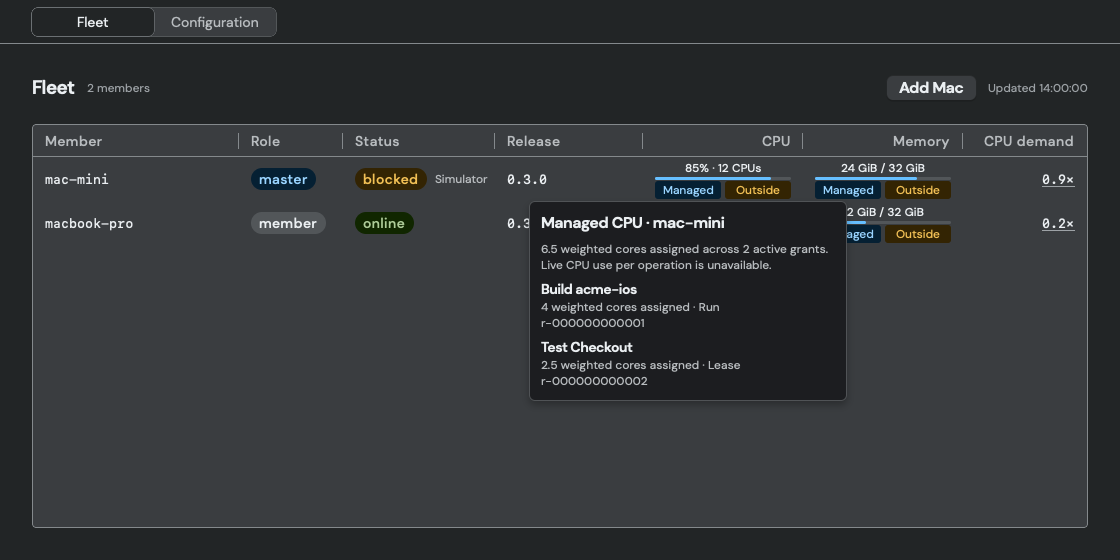 Fleet Configuration
Fleet 2 members Add Mac Updated 14:00:00
Member Role Status Release CPU Memory CPU demand
mac-mini master blocked Simulator 0.3.0 85% · 12 CPUs 24 GiB / 32 GiB 0.9×
Managed Outside Managed Outside
macbook-pro member online 2 GiB / 32 GiB 0.2×
Outside
Managed CPU · mac-mini
6.5 weighted cores assigned across 2 active grants.
Live CPU use per operation is unavailable.
Build acme-ios
4 weighted cores assigned · Run
r-000000000001
Test Checkout
2.5 weighted cores assigned · Lease
r-000000000002